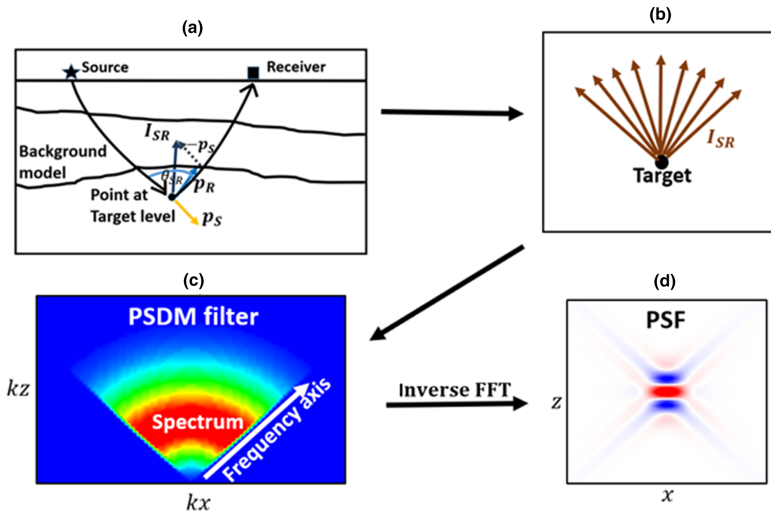 (a)
Source
Receiver
I_SR
−p_S
Background
model
θ_SR
p_R
Point at
Target level
p_S
(b)
I_SR
Target
(c)
PSDM filter
kz
Spectrum
Frequency axis
kx
Inverse FFT
(d)
PSF
z
x